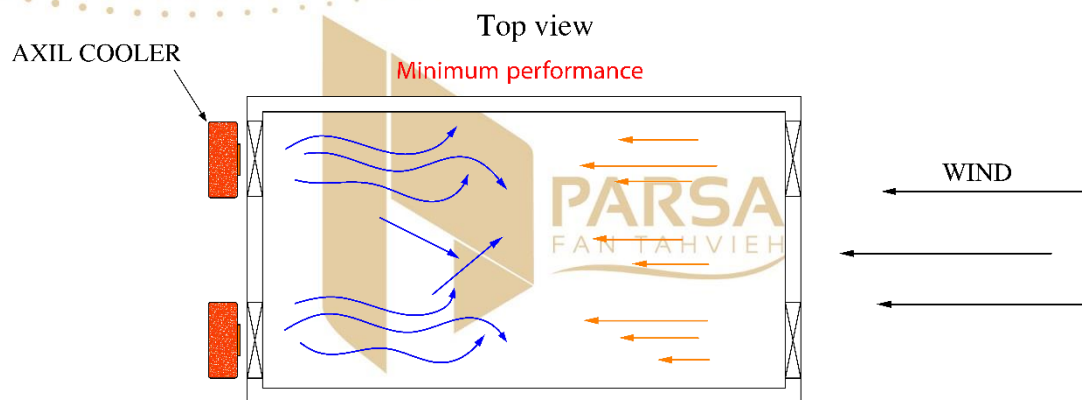 Top view
AXIL COOLER
Minimum performance
WIND
PARSA
FAN TAHVIEH